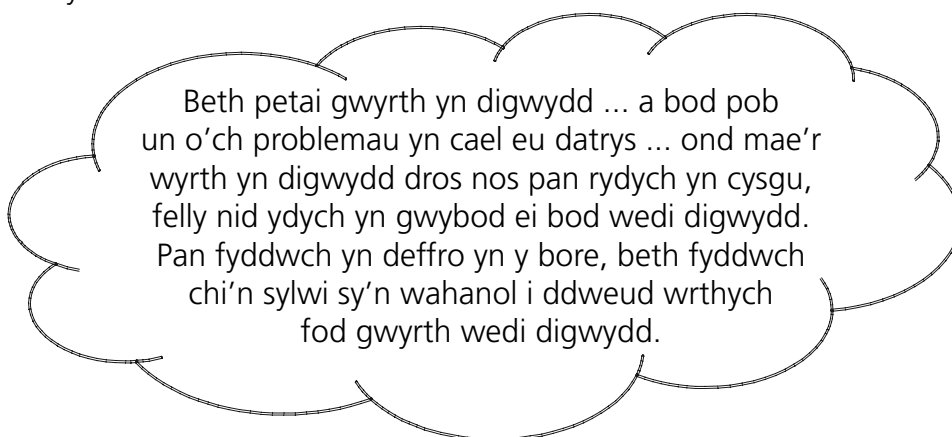 Beth petai gwyrth yn digwydd ... a bod pob
un o'ch problemau yn cael eu datrys ... ond mae'r
wyrth yn digwydd dros nos pan rydych yn cysgu,
felly nid ydych yn gwybod ei bod wedi digwydd.
Pan fyddwch yn deffro yn y bore, beth fyddwch
chi'n sylwi sy'n wahanol i ddweud wrthych
fod gwyrth wedi digwydd.